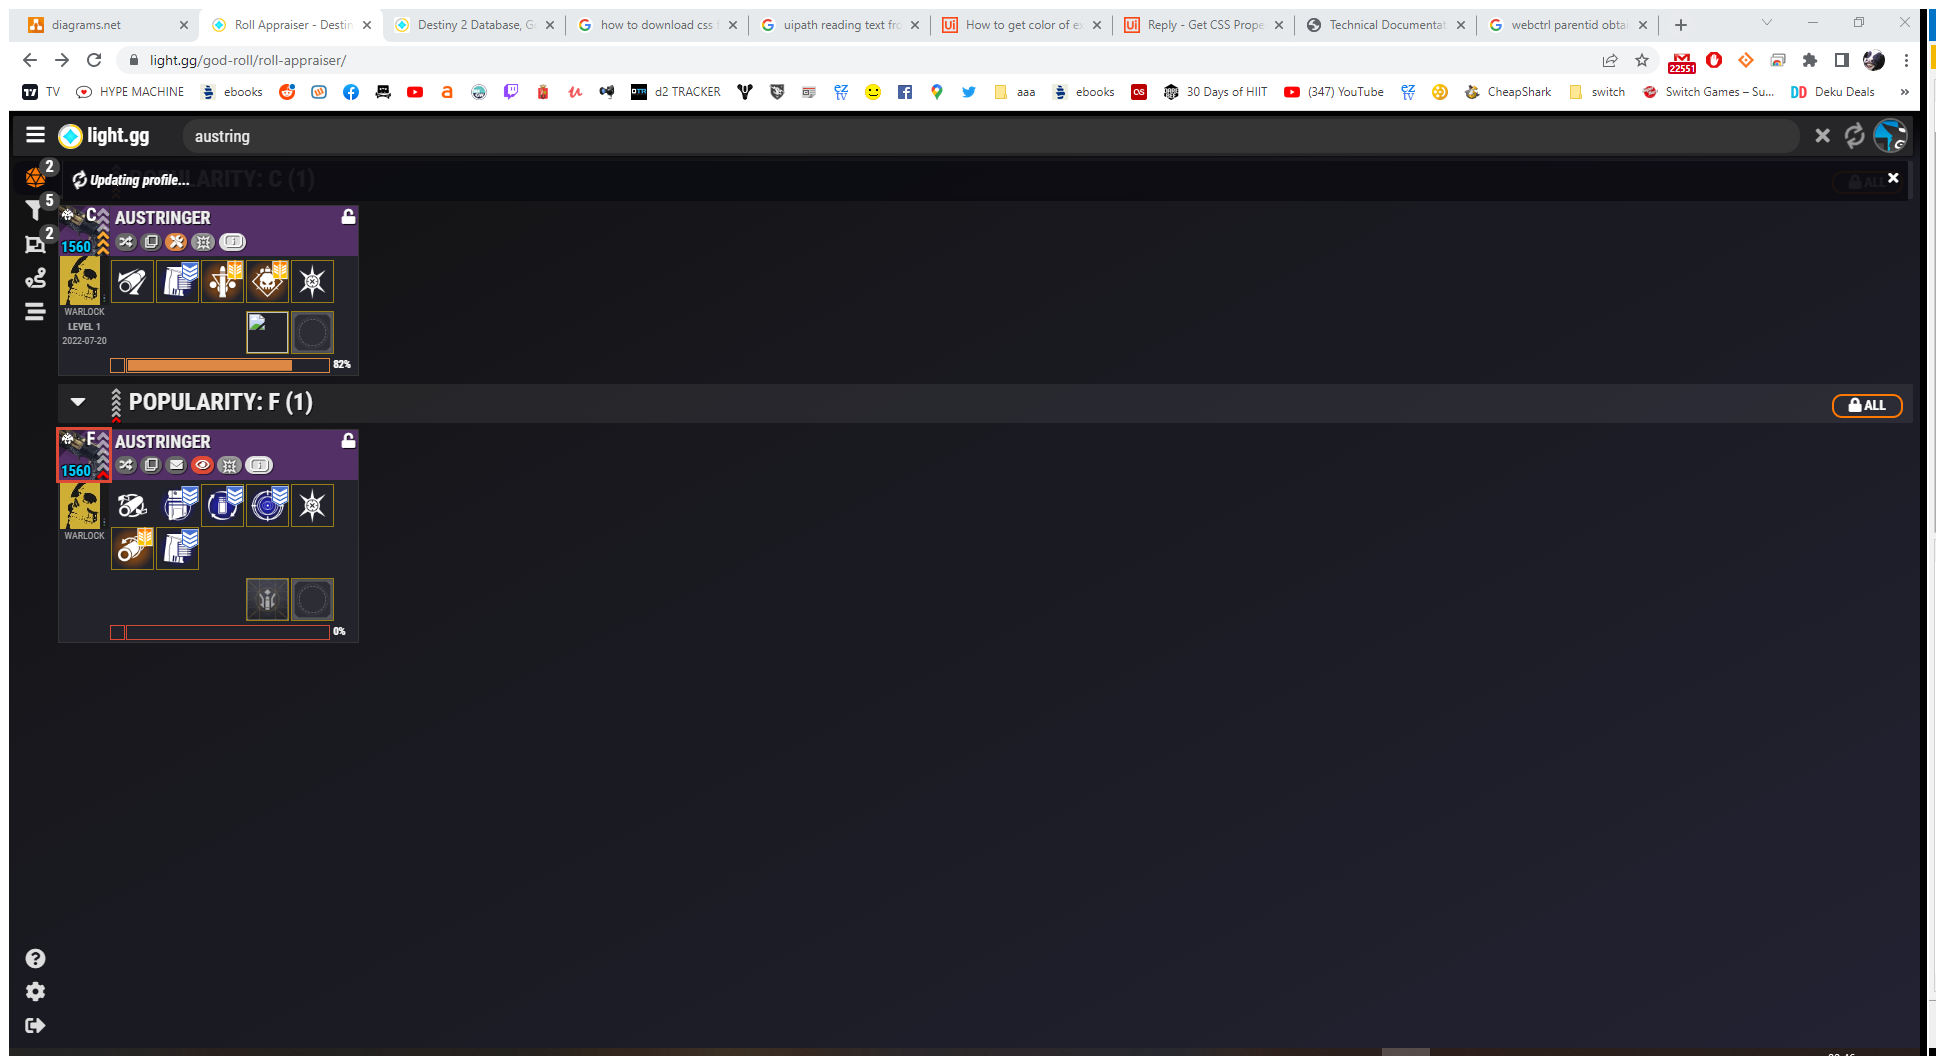 diagrams.net
Roll Appraiser - Destin
Destiny 2 Database, G
how to download css f
uipath reading text fro
How to get color of ex
Reply - Get CSS Prope
Technical Documentat
webctrl parentid obta
light.gg/god-roll/roll-appraiser/
22551
TV
HYPE MACHINE
ebooks
d2 TRACKER
aaa
ebooks
30 Days of HIIT
(347) YouTube
CheapShark
switch
Switch Games – Su...
DD
Deku Deals
»
light.gg
austring
2
5
2
Updating profile...
POPULARITY: C (1)
ALL
C
AUSTRINGER
1560
WARLOCK
LEVEL 1
2022-07-20
82%
POPULARITY: F (1)
ALL
F
AUSTRINGER
1560
WARLOCK
0%